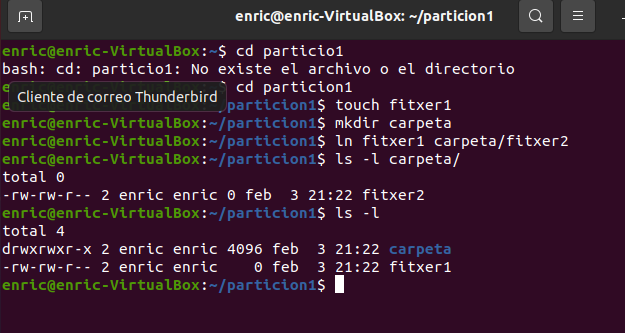 enric@enric-VirtualBox: ~/particion1
enric@enric-VirtualBox:~$ cd particio1
bash: cd: particio1: No existe el archivo o el directorio
$ cd particion1
Cliente de correo Thunderbird
/particion1$ touch fitxer1
enric@enric-VirtualBox:~/particion1$ mkdir carpeta
enric@enric-VirtualBox:~/particion1$ ln fitxer1 carpeta/fitxer2
enric@enric-VirtualBox:~/particion1$ ls -l carpeta/
total 0
-rw-rw-r-- 2 enric enric 0 feb  3 21:22 fitxer2
enric@enric-VirtualBox:~/particion1$ ls -l
total 4
drwxrwxr-x 2 enric enric 4096 feb  3 21:22 carpeta
-rw-rw-r-- 2 enric enric    0 feb  3 21:22 fitxer1
enric@enric-VirtualBox:~/particion1$